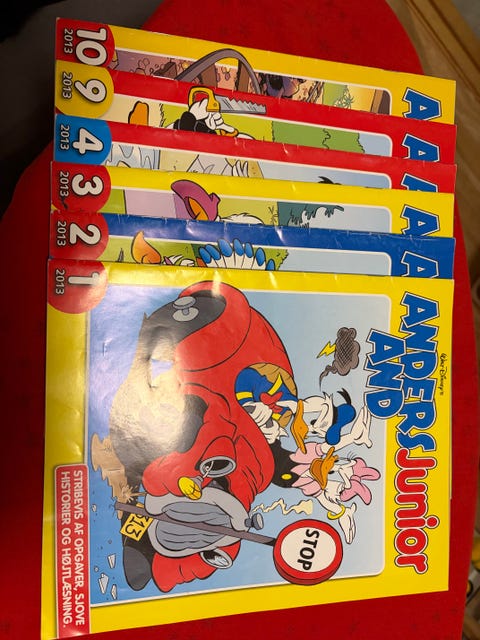 10
2013
A
9
2013
A
4
2013
A
3
2013
A
2
2013
A
1
2013
WALT DISNEY'S
ANDERS
AND
Junior
STOP
313
STRIBEVIS AF OPGAVER, SJOVE
HISTORIER OG HØJTLÆSNING.